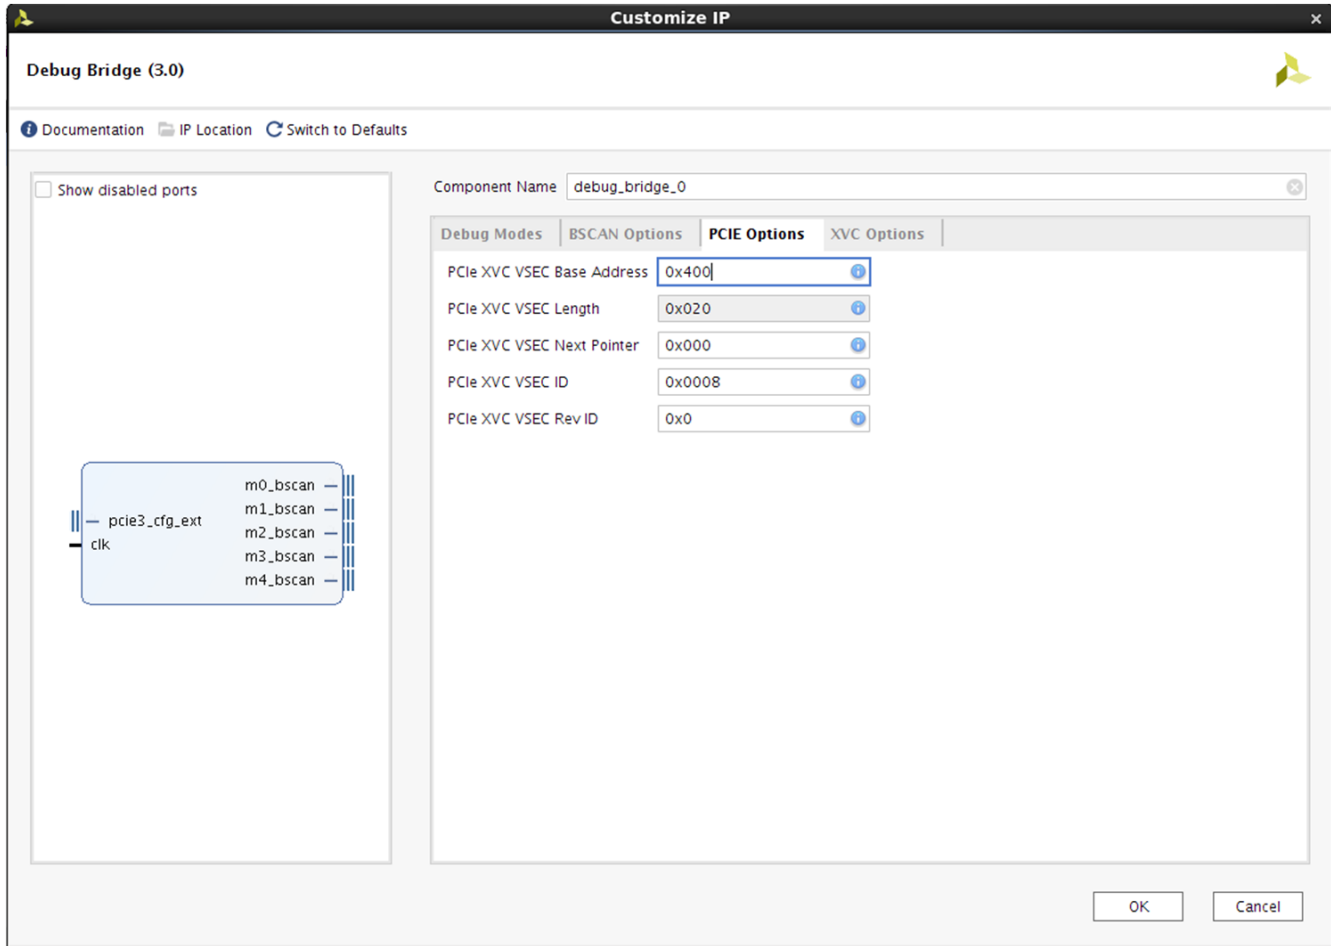 Customize IP
Debug Bridge (3.0)
Documentation IP Location Switch to Defaults
Show disabled ports
Component Name debug_bridge_0
Debug Modes BSCAN Options PCIE Options XVC Options
PCIe XVC VSEC Base Address 0x400
PCIe XVC VSEC Length 0x020
PCIe XVC VSEC Next Pointer 0x000
PCIe XVC VSEC ID 0x0008
PCIe XVC VSEC Rev ID 0x0
m0_bscan
pcie3_cfg_ext m1_bscan
clk m2_bscan
m3_bscan
m4_bscan
OK Cancel